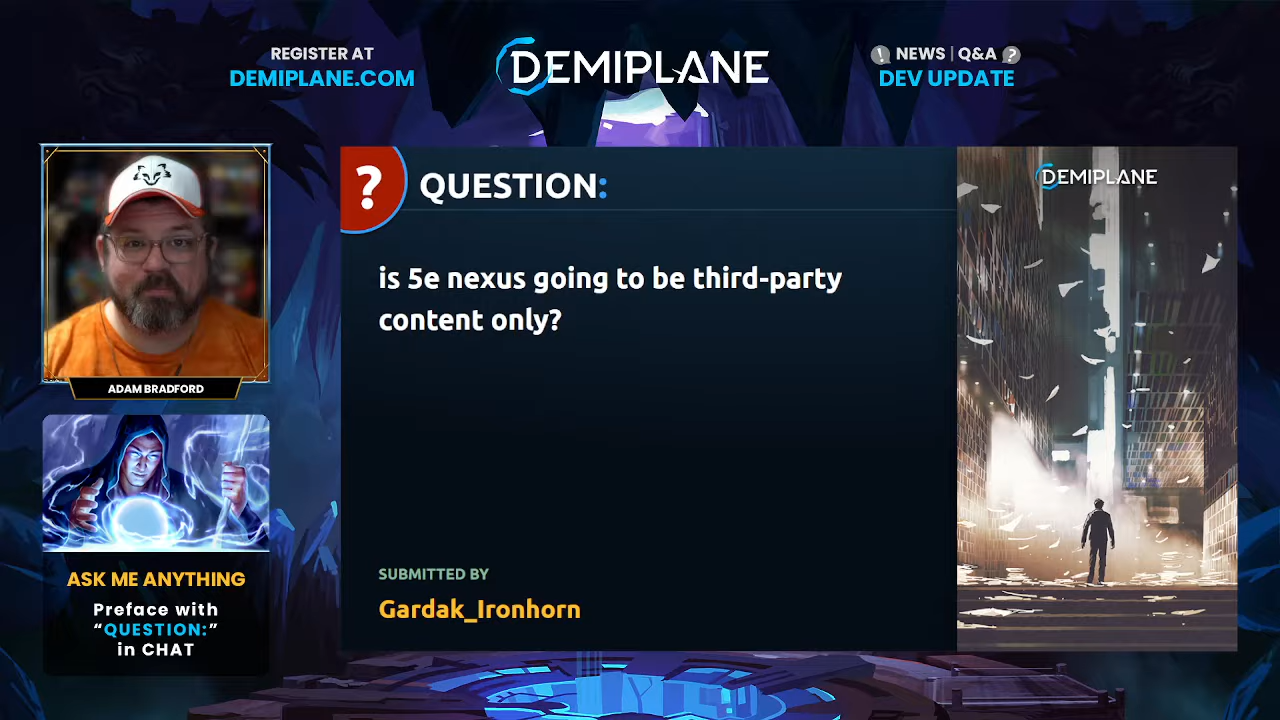 REGISTER AT
DEMIPLANE.COM
DEMIPLANE
! NEWS | Q&A ?
DEV UPDATE
ADAM BRADFORD
ASK ME ANYTHING
Preface with
“QUESTION:”
in CHAT
? QUESTION:
is 5e nexus going to be third-party
content only?
SUBMITTED BY
Gardak_Ironhorn
DEMIPLANE